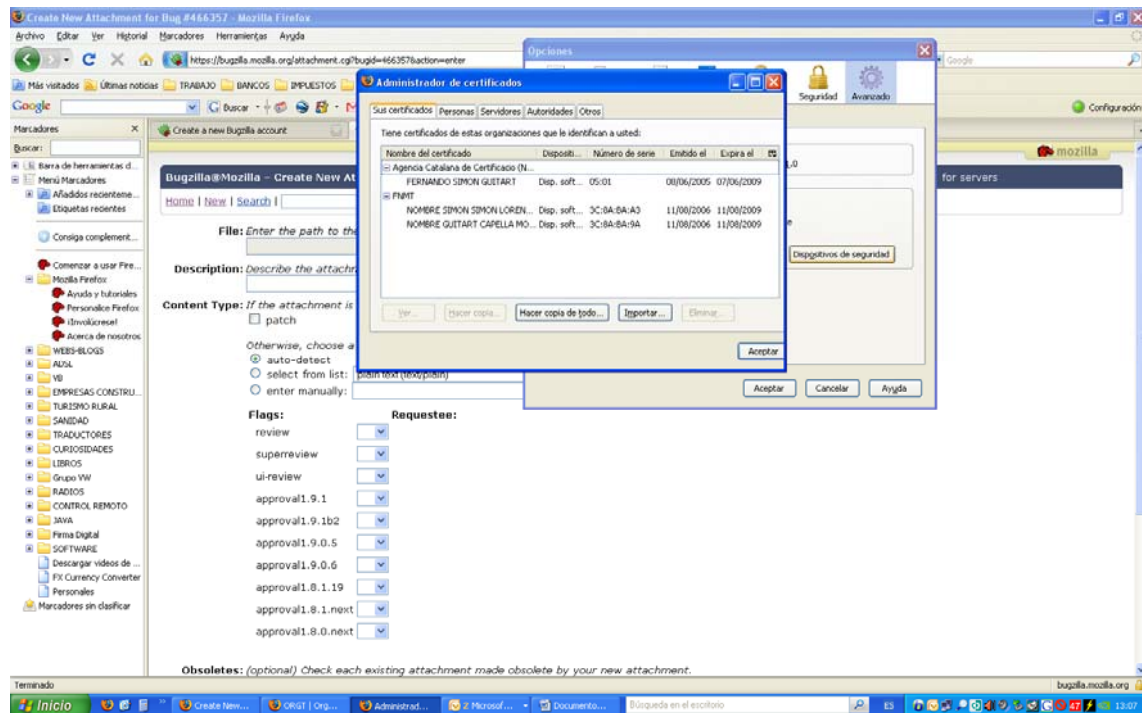 Create New Attachment for Bug #466357 - Mozilla Firefox
Archivo Editar Ver Historial Marcadores Herramientas Ayuda
https://bugzilla.mozilla.org/attachment.cgi?bugid=466357&action=enter
Google
Más visitados Últimas noticias TRABAJO BANCOS IMPUESTOS
Google Buscar Configuración
Marcadores
Create a new Bugzilla account
Buscar:
mozilla
Barra de herramientas d...
Menú Marcadores
Añadidos recienteme...
Etiquetas recientes
Consiga complement...
Comenzar a usar Fire...
Mozilla Firefox
Ayuda y tutoriales
Personalice Firefox
¡Involúcrese!
Acerca de nosotros
WEBS-BLOGS
ADSL
VB
EMPRESAS CONSTRU...
TURISMO RURAL
SANIDAD
TRADUCTORES
CURIOSIDADES
LIBROS
Grupo VW
RADIOS
CONTROL REMOTO
JAVA
Firma Digital
SOFTWARE
Descargar videos de ...
FX Currency Converter
Personales
Marcadores sin clasificar
Bugzilla@Mozilla – Create New At
for servers
Home | New | Search |
File: Enter the path to the
Description: Describe the attachm
Content Type: If the attachment is
patch
Otherwise, choose a
auto-detect
select from list: plain text (text/plain)
enter manually:
Flags: Requestee:
review
superreview
ui-review
approval1.9.1
approval1.9.1b2
approval1.9.0.5
approval1.9.0.6
approval1.8.1.19
approval1.8.1.next
approval1.8.0.next
Obsoletes: (optional) Check each existing attachment made obsolete by your new attachment.
Opciones
Seguridad Avanzado
Dispositivos de seguridad
Aceptar Cancelar Ayuda
Administrador de certificados
Sus certificados Personas Servidores Autoridades Otros
Tiene certificados de estas organizaciones que le identifican a usted:
Nombre del certificado Dispositi... Número de serie Emitido el Expira el
Agencia Catalana de Certificacio (N...
FERNANDO SIMON GUITART Disp. soft... 05:01 08/06/2005 07/06/2009
FNMT
NOMBRE SIMON SIMON LOREN... Disp. soft... 3C:8A:BA:A3 11/08/2006 11/08/2009
NOMBRE GUITART CAPELLA MO... Disp. soft... 3C:8A:BA:9A 11/08/2006 11/08/2009
Ver... Hacer copia... Hacer copia de todo... Importar... Eliminar...
Aceptar
Terminado
bugzilla.mozilla.org
Inicio Create New... ORGT | Org... Administrad... 2 Microsof... Documento... Búsqueda en el escritorio ES 47 13:07